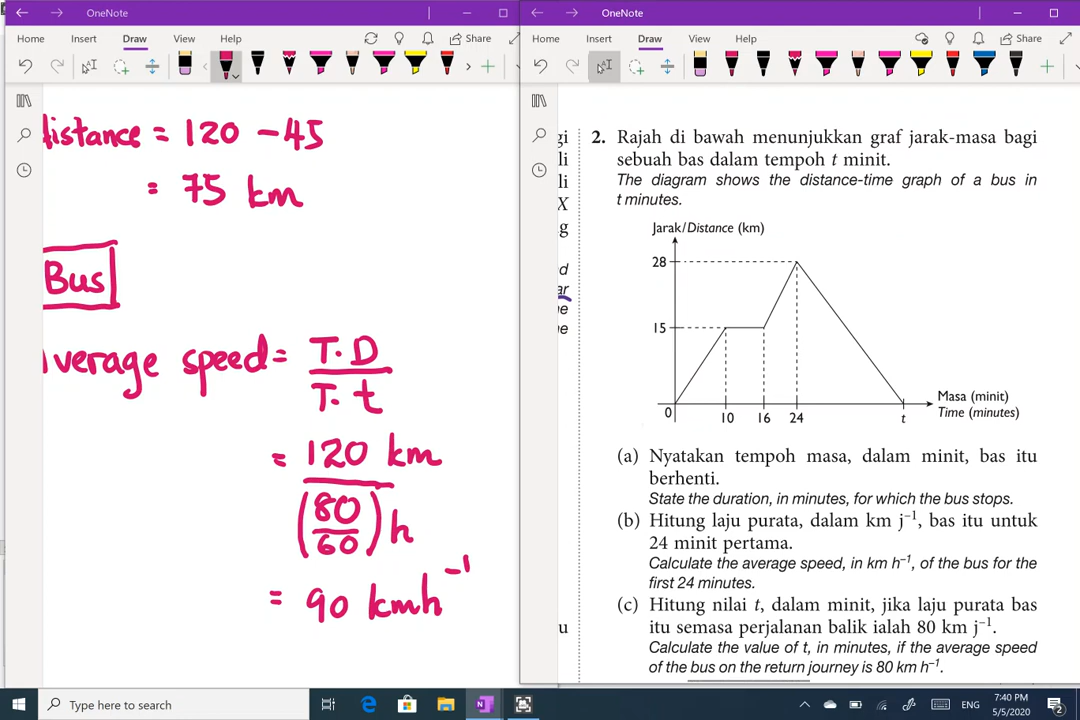 OneNote
OneNote
Home Insert Draw View Help Share
Home Insert Draw View Help Share
distance = 120 - 45
= 75 km
Bus
Average speed = T.D
T. t
= 120 km
(80
60) h
= 90 kmh⁻¹
gi
li
li
X
g
d
ar
e
e
u
2. Rajah di bawah menunjukkan graf jarak-masa bagi
sebuah bas dalam tempoh t minit.
The diagram shows the distance-time graph of a bus in
t minutes.
Jarak/Distance (km)
28
15
0 10 16 24 t
Masa (minit)
Time (minutes)
(a) Nyatakan tempoh masa, dalam minit, bas itu
berhenti.
State the duration, in minutes, for which the bus stops.
(b) Hitung laju purata, dalam km j⁻¹, bas itu untuk
24 minit pertama.
Calculate the average speed, in km h⁻¹, of the bus for the
first 24 minutes.
(c) Hitung nilai t, dalam minit, jika laju purata bas
itu semasa perjalanan balik ialah 80 km j⁻¹.
Calculate the value of t, in minutes, if the average speed
of the bus on the return journey is 80 km h⁻¹.
Type here to search
ENG
7:40 PM
5/5/2020
2